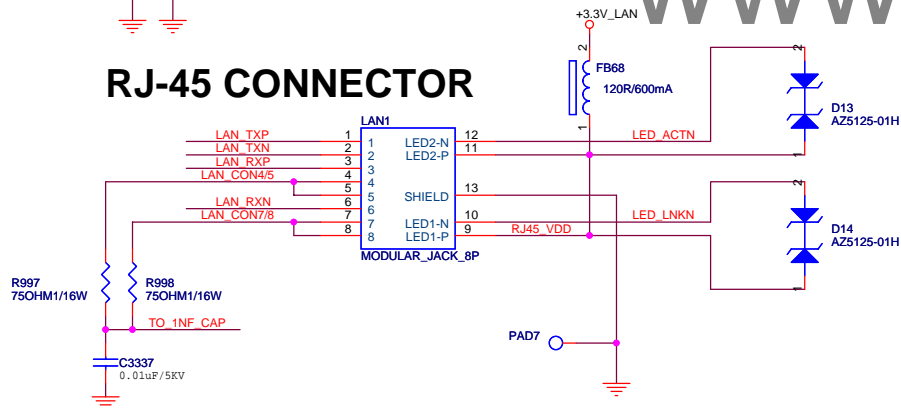 WWW
+3.3V_LAN
2
FB68
120R/600mA
1
RJ-45 CONNECTOR
LAN1
LAN_TXP 1 1 LED2-N 12 LED_ACTN
LAN_TXN 2 2 LED2-P 11
LAN_RXP 3 3
LAN_CON4/5 4 4
5 5 SHIELD 13
LAN_RXN 6 6
LAN_CON7/8 7 7 LED1-N 10 LED_LNKN
8 8 LED1-P 9 RJ45_VDD
MODULAR_JACK_8P
2
D13
AZ5125-01H
1
2
D14
AZ5125-01H
1
R997
75OHM1/16W
R998
75OHM1/16W
TO_1NF_CAP
C3337
0.01uF/5KV
PAD7